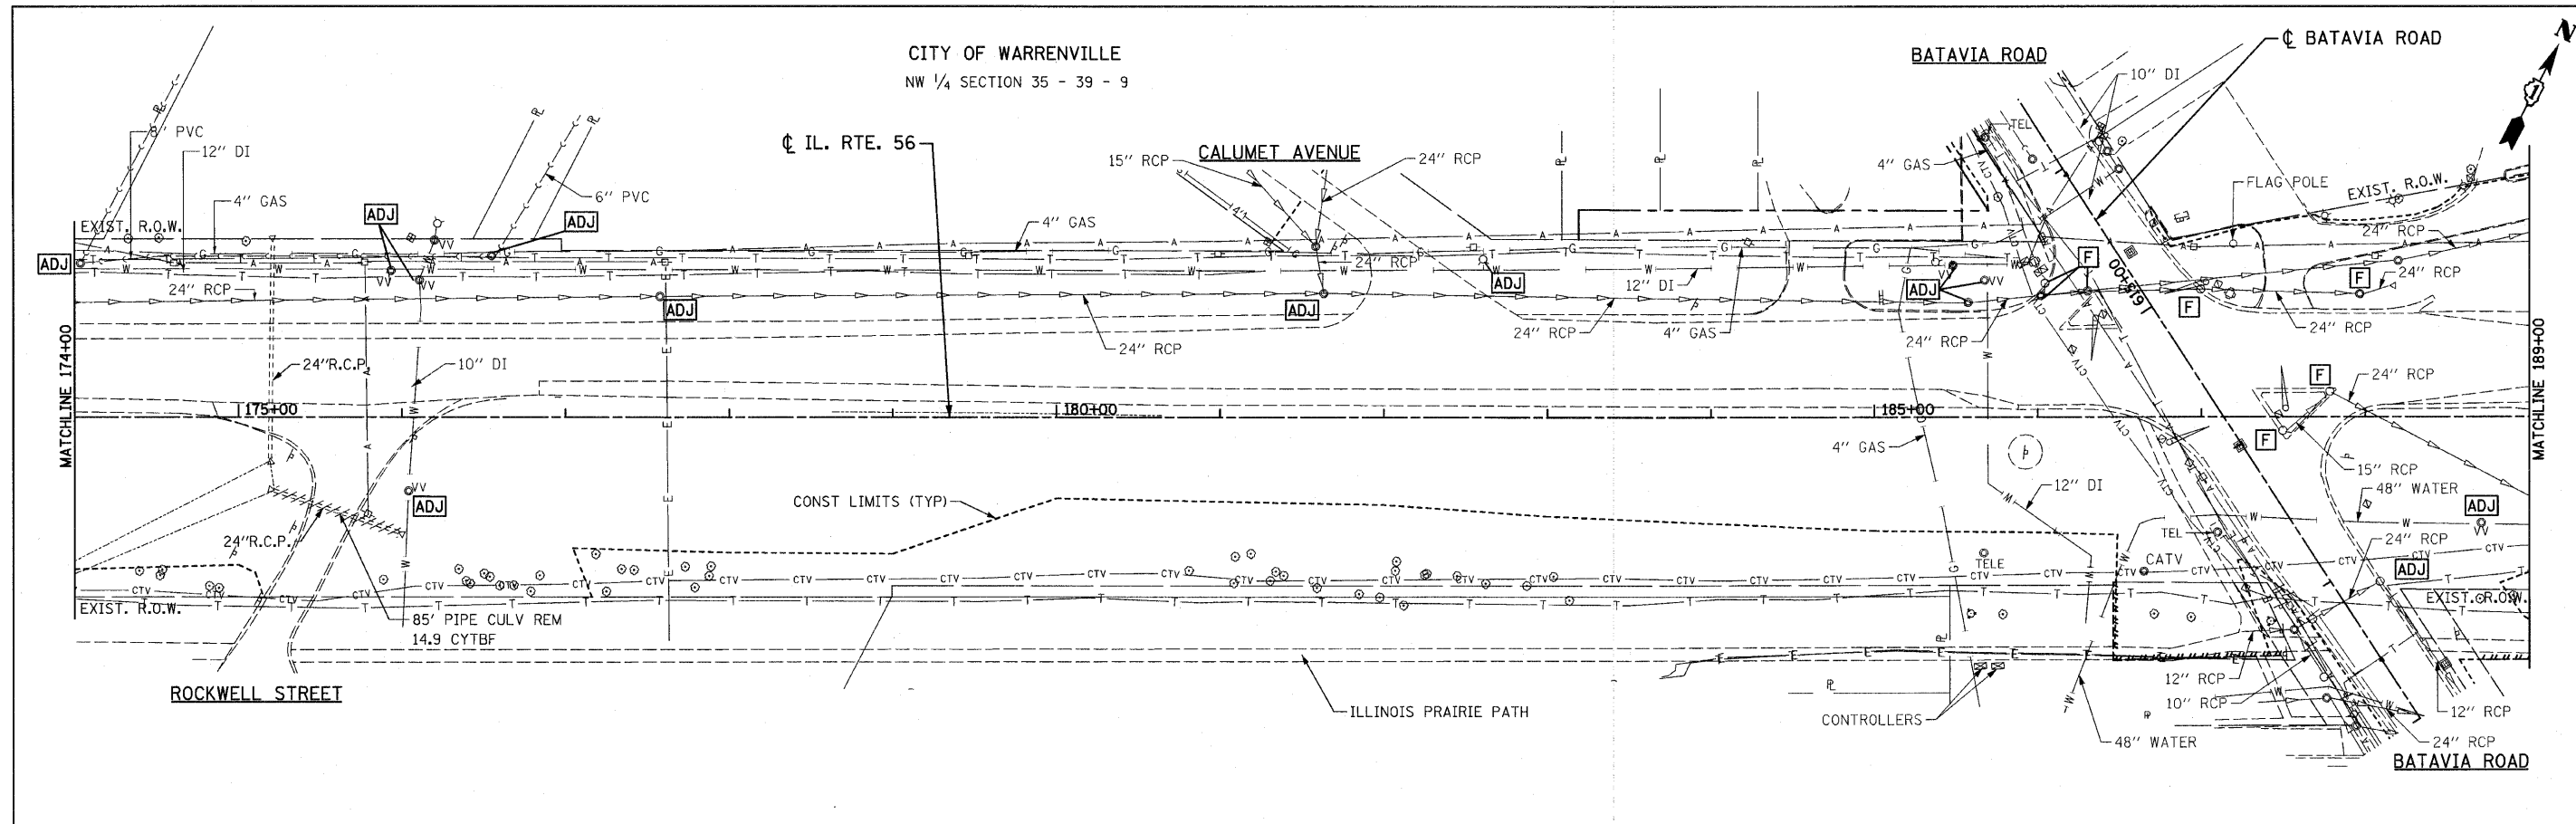 CITY OF WARRENVILLE
NW 1/4 SECTION 35 - 39 - 9
BATAVIA ROAD
℄ BATAVIA ROAD
N
1
10" DI
8" PVC
12" DI
℄ IL. RTE. 56
15" RCP
CALUMET AVENUE
24" RCP
TEL
4" GAS
FLAG POLE
EXIST. R.O.W.
6" PVC
4" GAS
ADJ
ADJ
EXIST. R.O.W.
4" GAS
24" RCP
ADJ
24" RCP
F
ADJ
12" DI
ADJ
F
24" RCP
24" RCP
ADJ
ADJ
F
613+00
24" RCP
24" RCP
4" GAS
24" RCP
24" RCP
MATCHLINE 174+00
24"R.C.P.
10" DI
F
24" RCP
MATCHLINE 189+00
175+00
180+00
185+00
4" GAS
F
15" RCP
12" DI
48" WATER
CONST LIMITS (TYP)
ADJ
ADJ
VV
24"R.C.P.
TEL
24" RCP
TELE
CATV
ADJ
EXIST. R.O.W.
EXIST. R.O.W.
85' PIPE CULV REM
14.9 CYTBF
ROCKWELL STREET
ILLINOIS PRAIRIE PATH
CONTROLLERS
12" RCP
10" RCP
12" RCP
48" WATER
24" RCP
BATAVIA ROAD